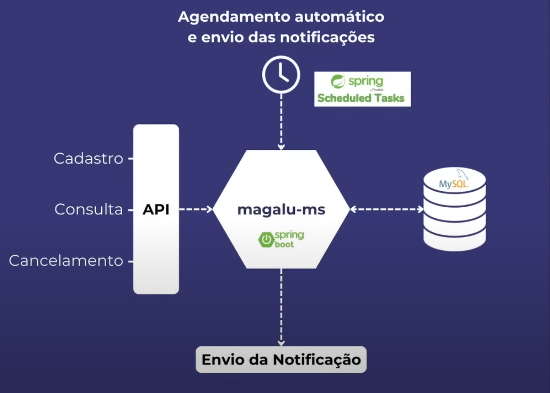 Agendamento automático
e envio das notificações
spring
Scheduled Tasks
Cadastro
Consulta
Cancelamento
API
magalu-ms
spring
boot
MySQL
Envio da Notificação